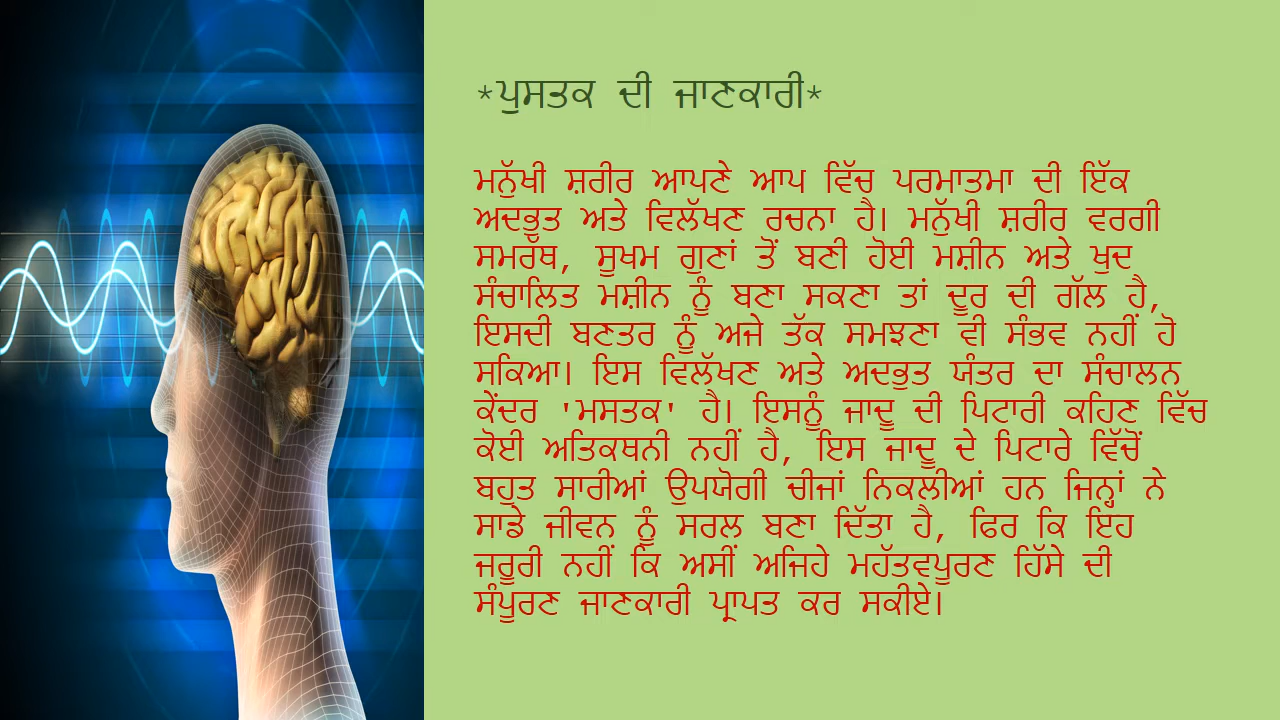 *ਪੁਸਤਕ ਦੀ ਜਾਣਕਾਰੀ*
ਮਨੁੱਖੀ ਸ਼ਰੀਰ ਆਪਣੇ ਆਪ ਵਿੱਚ ਪਰਮਾਤਮਾ ਦੀ ਇੱਕ
ਅਦਭੁਤ ਅਤੇ ਵਿਲੱਖਣ ਰਚਨਾ ਹੈ। ਮਨੁੱਖੀ ਸ਼ਰੀਰ ਵਰਗੀ
ਸਮਰੱਥ, ਸੂਖਮ ਗੁਣਾਂ ਤੋਂ ਬਣੀ ਹੋਈ ਮਸ਼ੀਨ ਅਤੇ ਖੁਦ
ਸੰਚਾਲਿਤ ਮਸ਼ੀਨ ਨੂੰ ਬਣਾ ਸਕਣਾ ਤਾਂ ਦੂਰ ਦੀ ਗੱਲ ਹੈ,
ਇਸਦੀ ਬਣਤਰ ਨੂੰ ਅਜੇ ਤੱਕ ਸਮਝਣਾ ਵੀ ਸੰਭਵ ਨਹੀਂ ਹੋ
ਸਕਿਆ। ਇਸ ਵਿਲੱਖਣ ਅਤੇ ਅਦਭੁਤ ਯੰਤਰ ਦਾ ਸੰਚਾਲਨ
ਕੇਂਦਰ 'ਮਸਤਕ' ਹੈ। ਇਸਨੂੰ ਜਾਦੂ ਦੀ ਪਿਟਾਰੀ ਕਹਿਣ ਵਿੱਚ
ਕੋਈ ਅਤਿਕਥਨੀ ਨਹੀਂ ਹੈ, ਇਸ ਜਾਦੂ ਦੇ ਪਿਟਾਰੇ ਵਿੱਚੋਂ
ਬਹੁਤ ਸਾਰੀਆਂ ਉਪਯੋਗੀ ਚੀਜਾਂ ਨਿਕਲੀਆਂ ਹਨ ਜਿਨ੍ਹਾਂ ਨੇ
ਸਾਡੇ ਜੀਵਨ ਨੂੰ ਸਰਲ ਬਣਾ ਦਿੱਤਾ ਹੈ, ਫਿਰ ਕਿ ਇਹ
ਜਰੂਰੀ ਨਹੀਂ ਕਿ ਅਸੀਂ ਅਜਿਹੇ ਮਹੱਤਵਪੂਰਣ ਹਿੱਸੇ ਦੀ
ਸੰਪੂਰਣ ਜਾਣਕਾਰੀ ਪ੍ਰਾਪਤ ਕਰ ਸਕੀਏ।